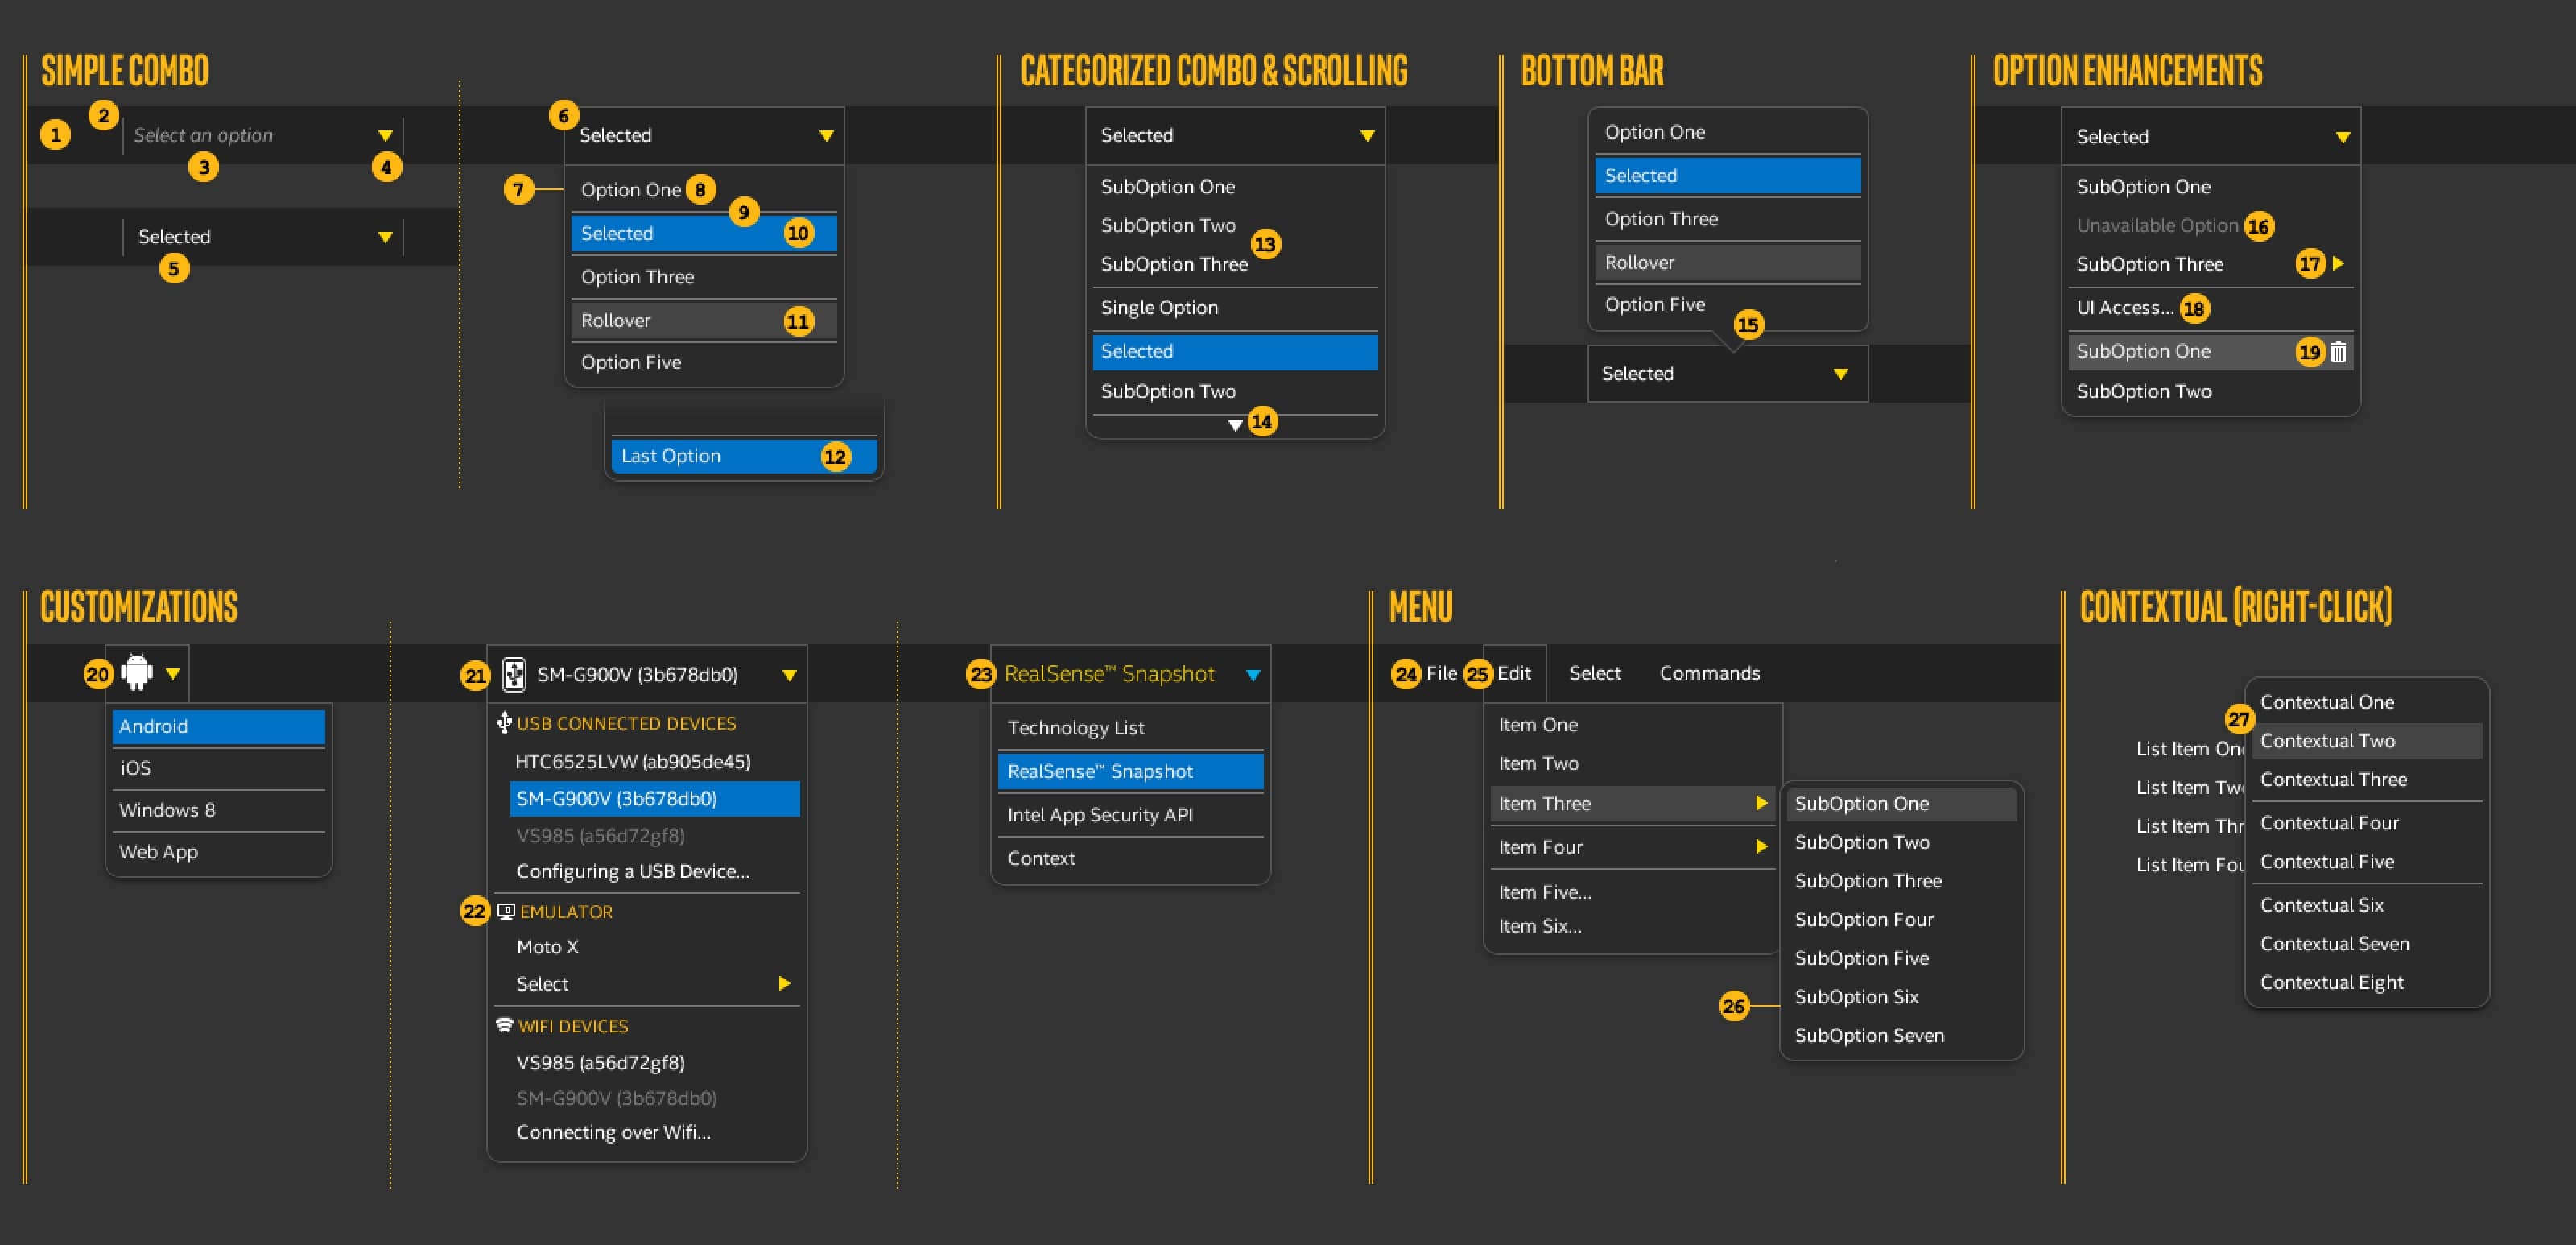 SIMPLE COMBO
1
2
Select an option
3
4
Selected
5
6
Selected
7
Option One
8
9
Selected
10
Option Three
Rollover
11
Option Five
Last Option
12
CATEGORIZED COMBO & SCROLLING
Selected
SubOption One
SubOption Two
13
SubOption Three
Single Option
Selected
SubOption Two
14
BOTTOM BAR
Option One
Selected
Option Three
Rollover
Option Five
15
Selected
OPTION ENHANCEMENTS
Selected
SubOption One
Unavailable Option
16
SubOption Three
17
UI Access...
18
SubOption One
19
SubOption Two
CUSTOMIZATIONS
20
Android
iOS
Windows 8
Web App
21
SM-G900V (3b678db0)
USB CONNECTED DEVICES
HTC6525LVW (ab905de45)
SM-G900V (3b678db0)
VS985 (a56d72gf8)
Configuring a USB Device...
22
EMULATOR
Moto X
Select
WIFI DEVICES
VS985 (a56d72gf8)
SM-G900V (3b678db0)
Connecting over Wifi...
23
RealSense™ Snapshot
Technology List
RealSense™ Snapshot
Intel App Security API
Context
MENU
24 File 25 Edit Select Commands
Item One
Item Two
Item Three
Item Four
Item Five...
Item Six...
SubOption One
SubOption Two
SubOption Three
SubOption Four
SubOption Five
26
SubOption Six
SubOption Seven
CONTEXTUAL (RIGHT-CLICK)
List Item One
List Item Tw
List Item Thr
List Item Fou
27
Contextual One
Contextual Two
Contextual Three
Contextual Four
Contextual Five
Contextual Six
Contextual Seven
Contextual Eight